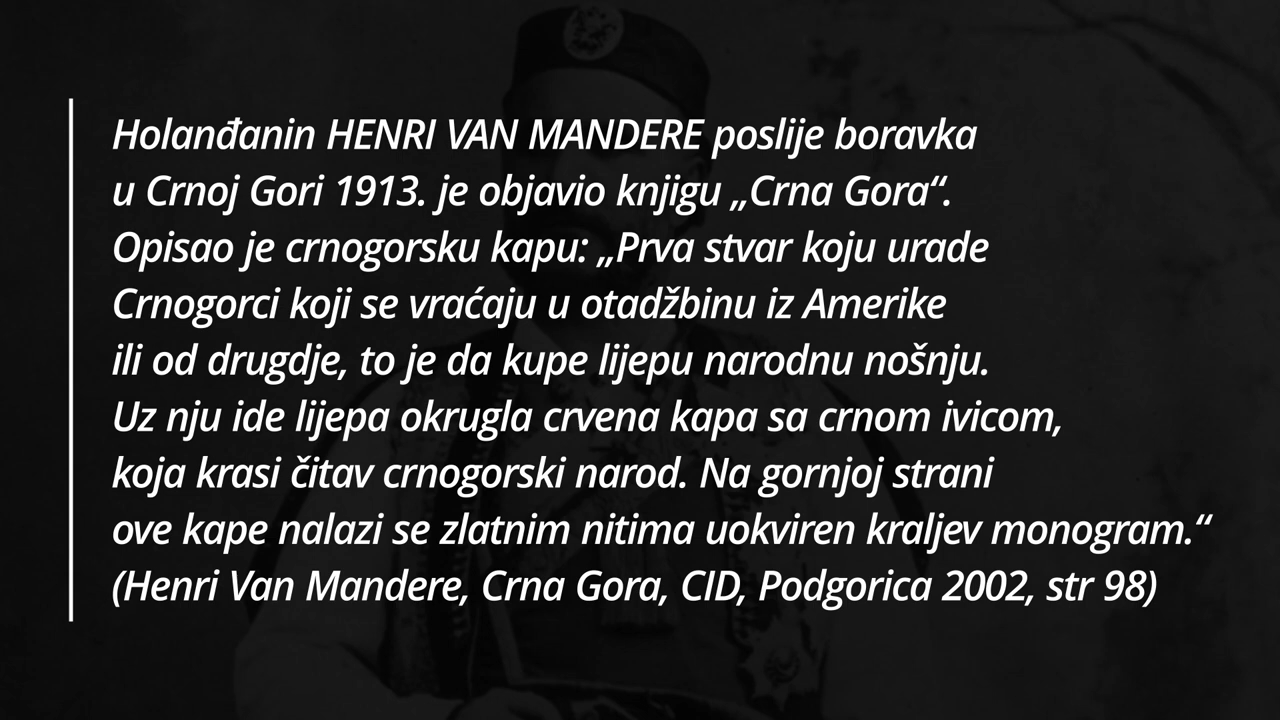 Holanđanin HENRI VAN MANDERE poslije boravka
u Crnoj Gori 1913. je objavio knjigu „Crna Gora“.
Opisao je crnogorsku kapu: „Prva stvar koju urade
Crnogorci koji se vraćaju u otadžbinu iz Amerike
ili od drugdje, to je da kupe lijepu narodnu nošnju.
Uz nju ide lijepa okrugla crvena kapa sa crnom ivicom,
koja krasi čitav crnogorski narod. Na gornjoj strani
ove kape nalazi se zlatnim nitima uokviren kraljev monogram.“
(Henri Van Mandere, Crna Gora, CID, Podgorica 2002, str 98)